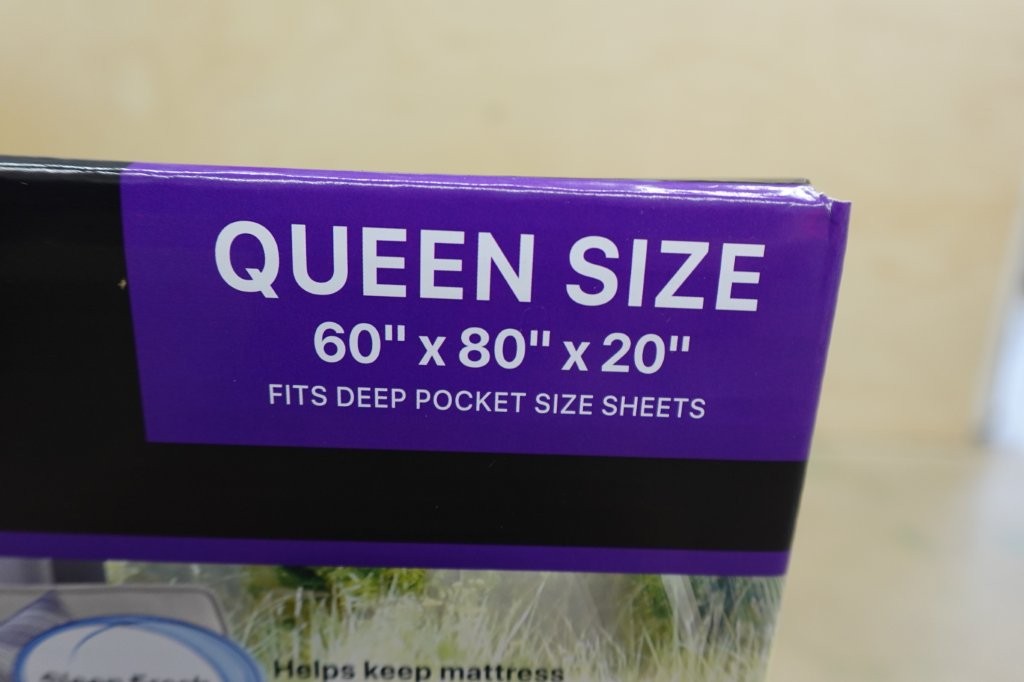 QUEEN SIZE
60" x 80" x 20"
FITS DEEP POCKET SIZE SHEETS
Helps keep mattress